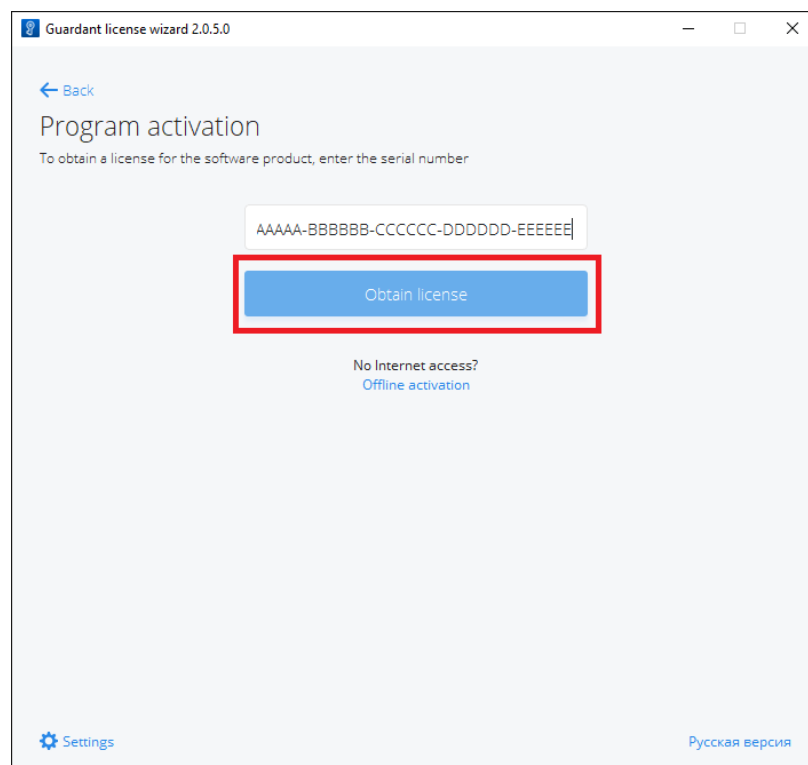 Guardant license wizard 2.0.5.0
Back
Program activation
To obtain a license for the software product, enter the serial number
AAAAA-BBBBBB-CCCCCC-DDDDDD-EEEEEE
Obtain license
No Internet access?
Offline activation
Settings
Русская версия